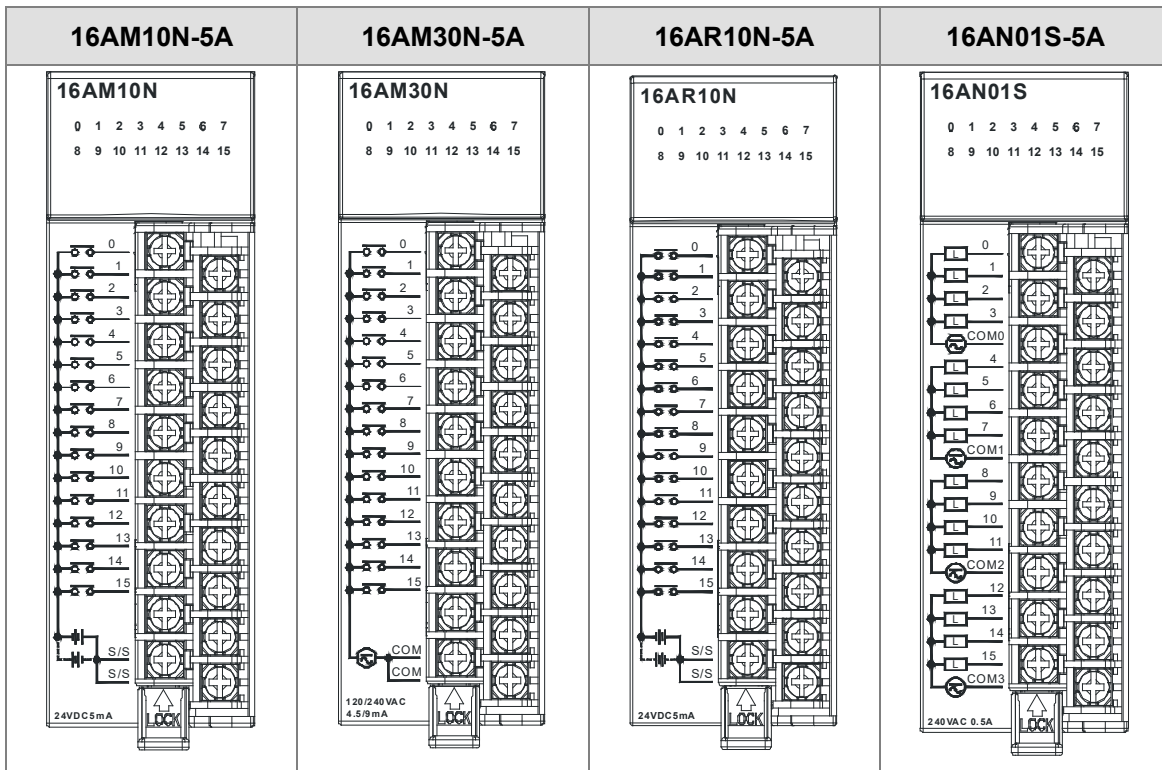 16AM10N-5A
16AM30N-5A
16AR10N-5A
16AN01S-5A
16AM10N
0 1 2 3 4 5 6 7
8 9 10 11 12 13 14 15
0
1
2
3
4
5
6
7
8
9
10
11
12
13
14
15
S/S
S/S
24VDC5mA
LOCK
16AM30N
0 1 2 3 4 5 6 7
8 9 10 11 12 13 14 15
0
1
2
3
4
5
6
7
8
9
10
11
12
13
14
15
COM
COM
120/240VAC
4.5/9mA
LOCK
16AR10N
0 1 2 3 4 5 6 7
8 9 10 11 12 13 14 15
0
1
2
3
4
5
6
7
8
9
10
11
12
13
14
15
S/S
S/S
24VDC5mA
LOCK
16AN01S
0 1 2 3 4 5 6 7
8 9 10 11 12 13 14 15
L 0
L 1
L 2
L 3
COM0
L 4
L 5
L 6
L 7
COM1
L 8
L 9
L 10
L 11
COM2
L 12
L 13
L 14
L 15
COM3
240VAC 0.5A
LOCK